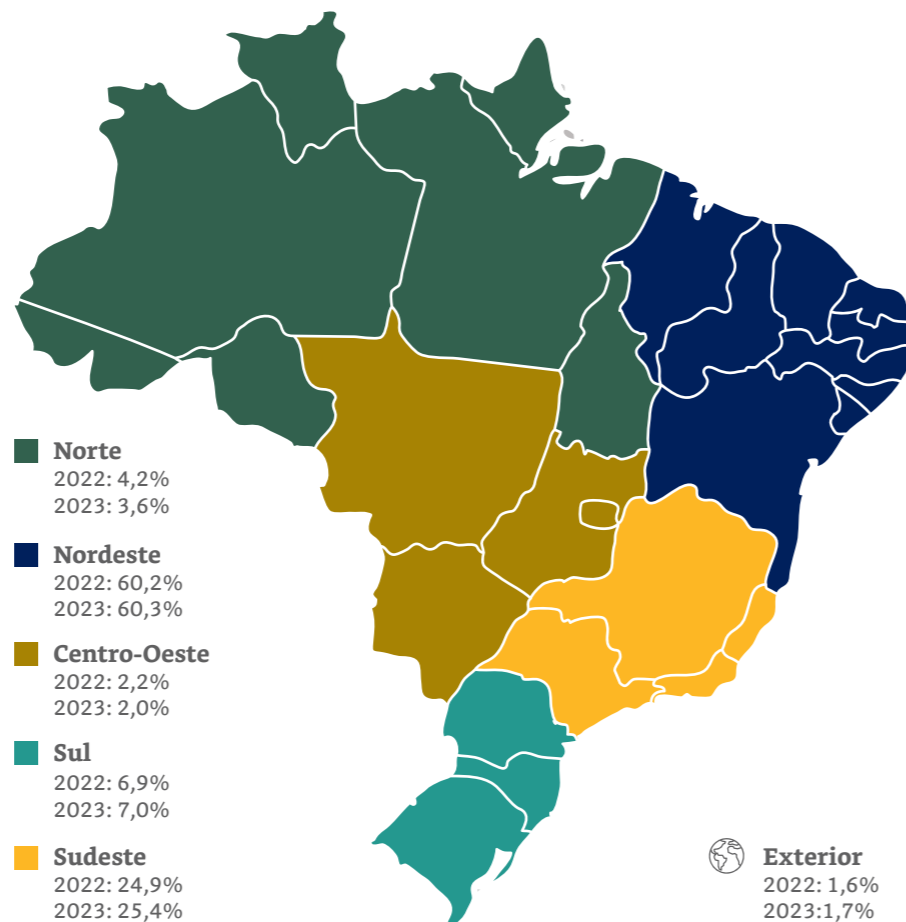 Norte
2022: 4,2%
2023: 3,6%
Nordeste
2022: 60,2%
2023: 60,3%
Centro-Oeste
2022: 2,2%
2023: 2,0%
Sul
2022: 6,9%
2023: 7,0%
Sudeste
2022: 24,9%
2023: 25,4%
Exterior
2022: 1,6%
2023:1,7%